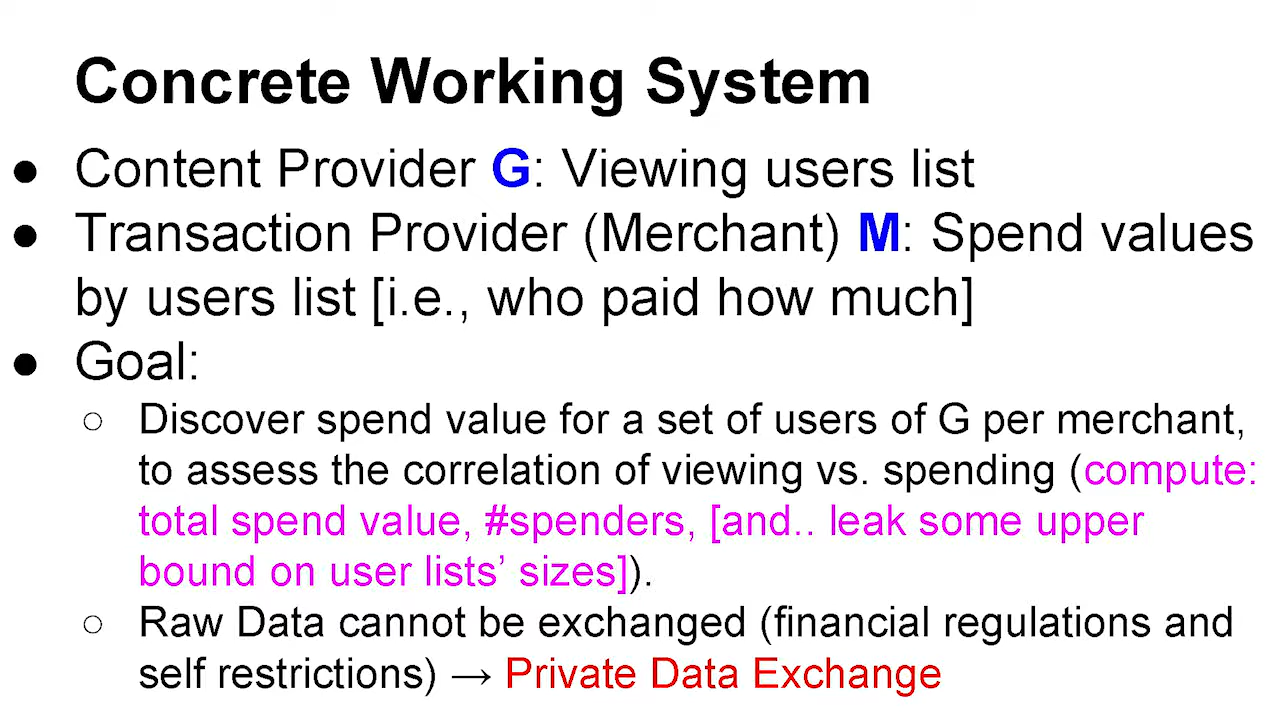 Concrete Working System
● Content Provider G: Viewing users list
● Transaction Provider (Merchant) M: Spend values
by users list [i.e., who paid how much]
● Goal:
○ Discover spend value for a set of users of G per merchant,
to assess the correlation of viewing vs. spending (compute:
total spend value, #spenders, [and.. leak some upper
bound on user lists’ sizes]).
○ Raw Data cannot be exchanged (financial regulations and
self restrictions) → Private Data Exchange